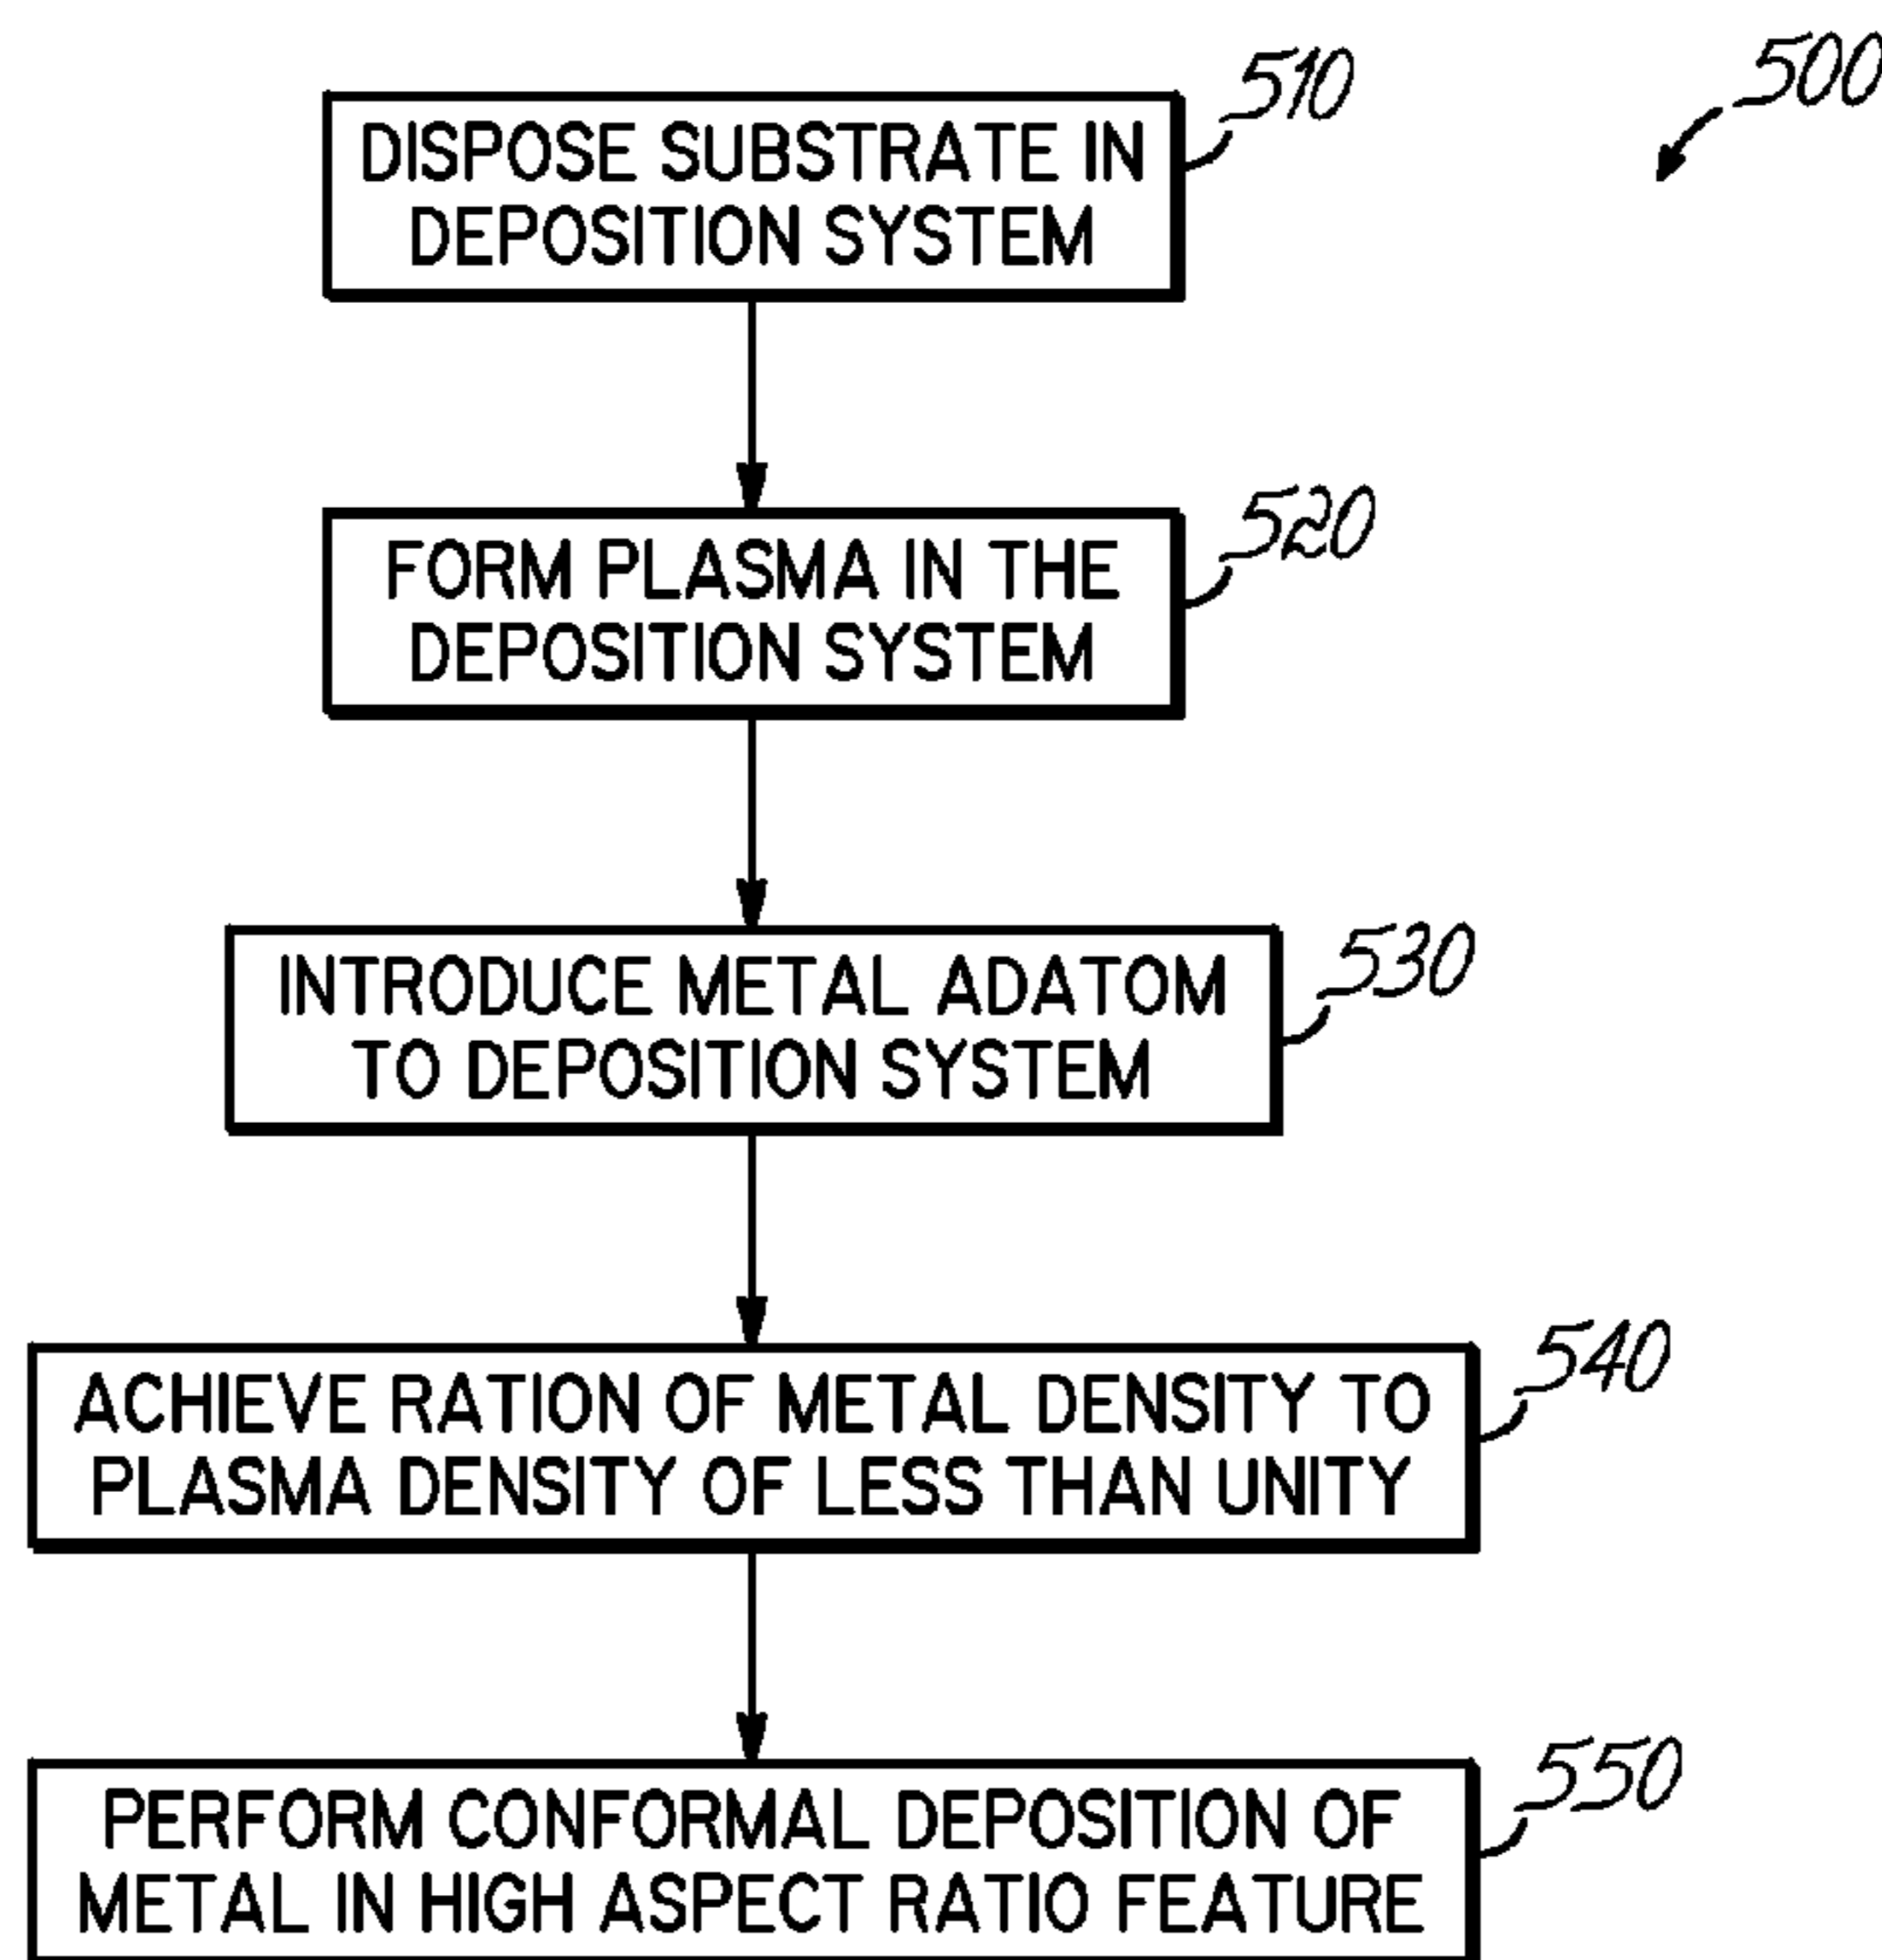 500
510
DISPOSE SUBSTRATE IN
DEPOSITION SYSTEM
520
FORM PLASMA IN THE
DEPOSITION SYSTEM
530
INTRODUCE METAL ADATOM
TO DEPOSITION SYSTEM
540
ACHIEVE RATION OF METAL DENSITY TO
PLASMA DENSITY OF LESS THAN UNITY
550
PERFORM CONFORMAL DEPOSITION OF
METAL IN HIGH ASPECT RATIO FEATURE